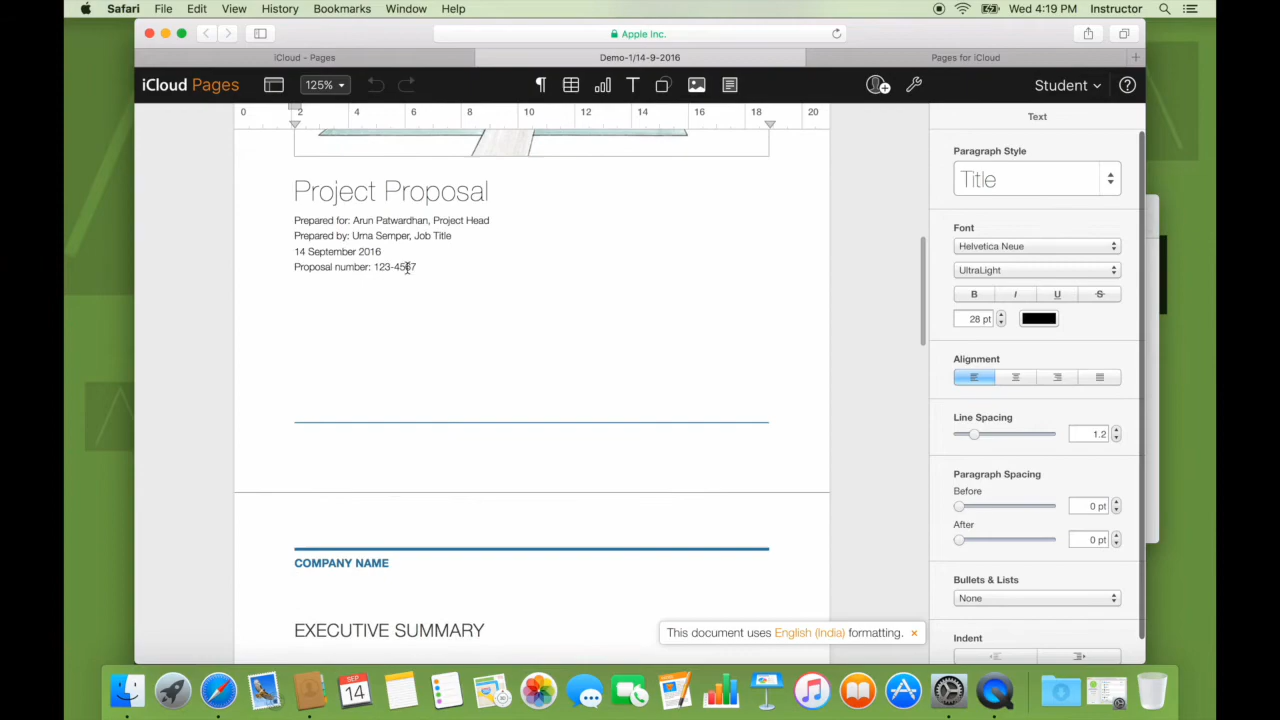 Safari File Edit View History Bookmarks Window Help Wed 4:19 PM Instructor
Apple Inc.
iCloud - Pages Demo-1/14-9-2016 Pages for iCloud
iCloud Pages 125% Student
0 2 4 6 8 10 12 14 16 18 20
Text
Paragraph Style
Title
Font
Helvetica Neue
UltraLight
B I U S
28 pt
Alignment
Line Spacing
1.2
Paragraph Spacing
Before
0 pt
After
0 pt
Bullets & Lists
None
Indent
Project Proposal
Prepared for: Arun Patwardhan, Project Head
Prepared by: Urna Semper, Job Title
14 September 2016
Proposal number: 123-4567
COMPANY NAME
EXECUTIVE SUMMARY
This document uses English (India) formatting.
SEP
14